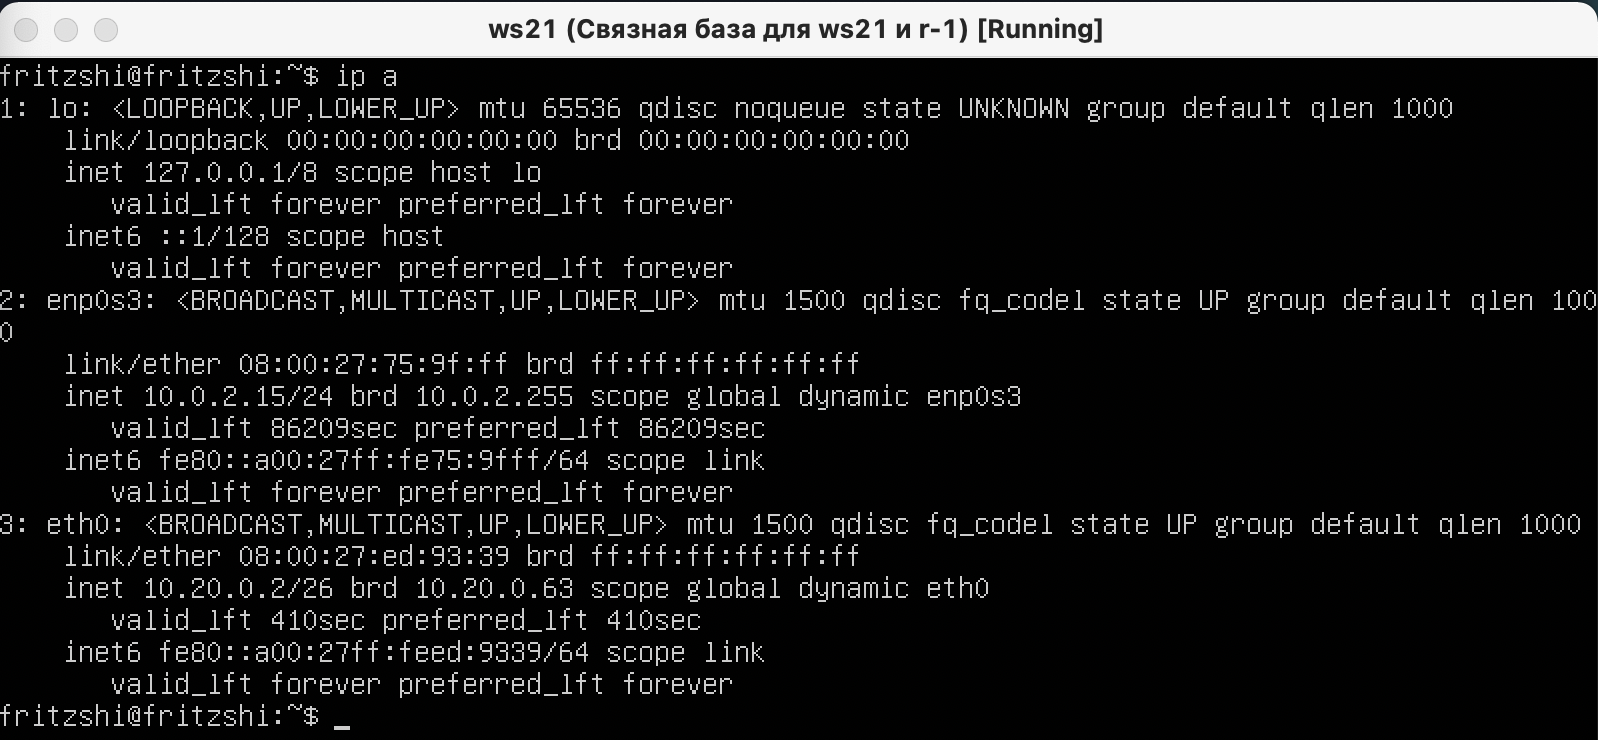 ws21 (Связная база для ws21 и r-1) [Running]
fritzshi@fritzshi:~$ ip a
1: lo: <LOOPBACK,UP,LOWER_UP> mtu 65536 qdisc noqueue state UNKNOWN group default qlen 1000
    link/loopback 00:00:00:00:00:00 brd 00:00:00:00:00:00
    inet 127.0.0.1/8 scope host lo
       valid_lft forever preferred_lft forever
    inet6 ::1/128 scope host
       valid_lft forever preferred_lft forever
2: enp0s3: <BROADCAST,MULTICAST,UP,LOWER_UP> mtu 1500 qdisc fq_codel state UP group default qlen 100
0
    link/ether 08:00:27:75:9f:ff brd ff:ff:ff:ff:ff:ff
    inet 10.0.2.15/24 brd 10.0.2.255 scope global dynamic enp0s3
       valid_lft 86209sec preferred_lft 86209sec
    inet6 fe80::a00:27ff:fe75:9fff/64 scope link
       valid_lft forever preferred_lft forever
3: eth0: <BROADCAST,MULTICAST,UP,LOWER_UP> mtu 1500 qdisc fq_codel state UP group default qlen 1000
    link/ether 08:00:27:ed:93:39 brd ff:ff:ff:ff:ff:ff
    inet 10.20.0.2/26 brd 10.20.0.63 scope global dynamic eth0
       valid_lft 410sec preferred_lft 410sec
    inet6 fe80::a00:27ff:feed:9339/64 scope link
       valid_lft forever preferred_lft forever
fritzshi@fritzshi:~$ _